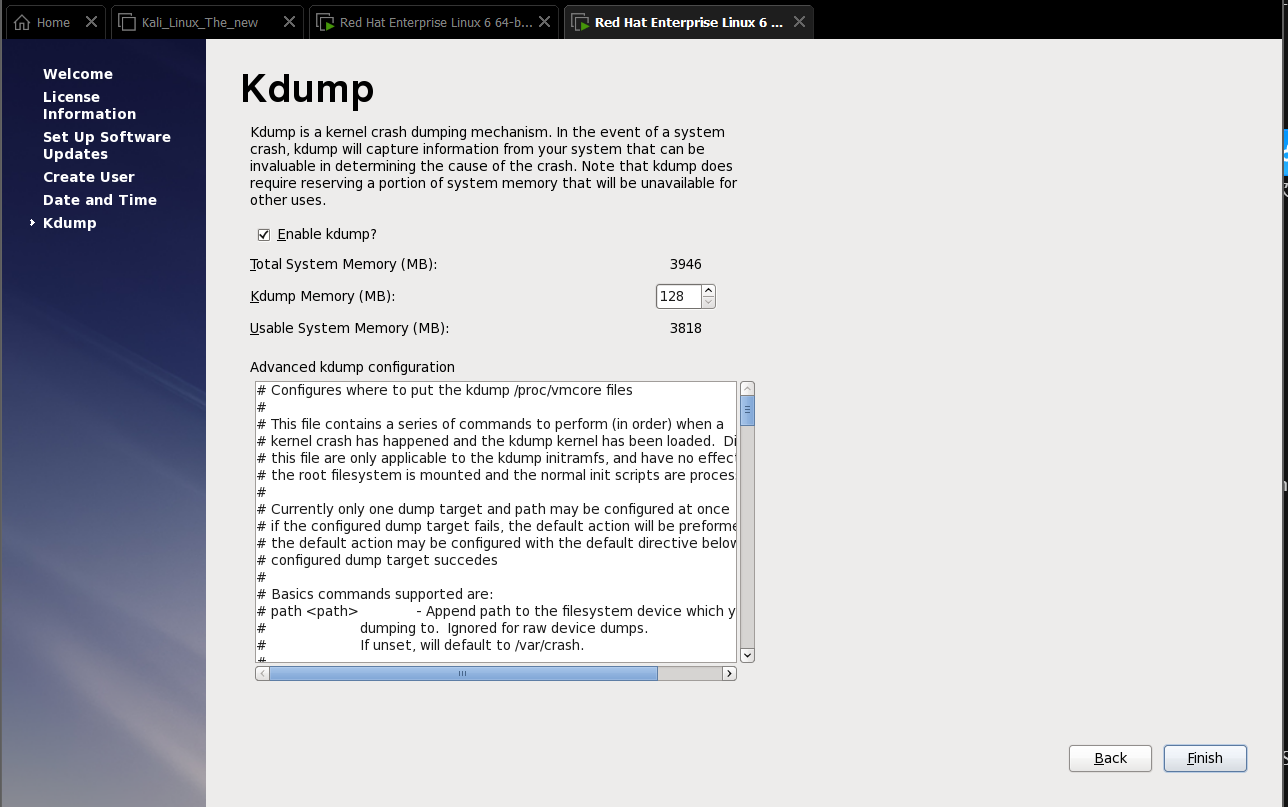 Home
Kali_Linux_The_new
Red Hat Enterprise Linux 6 64-b...
Red Hat Enterprise Linux 6 ...
Welcome
License
Information
Set Up Software
Updates
Create User
Date and Time
Kdump
Kdump
Kdump is a kernel crash dumping mechanism. In the event of a system
crash, kdump will capture information from your system that can be
invaluable in determining the cause of the crash. Note that kdump does
require reserving a portion of system memory that will be unavailable for
other uses.
Enable kdump?
Total System Memory (MB): 3946
Kdump Memory (MB): 128
Usable System Memory (MB): 3818
Advanced kdump configuration
# Configures where to put the kdump /proc/vmcore files
#
# This file contains a series of commands to perform (in order) when a
# kernel crash has happened and the kdump kernel has been loaded.  Di
# this file are only applicable to the kdump initramfs, and have no effect
# the root filesystem is mounted and the normal init scripts are proces
#
# Currently only one dump target and path may be configured at once
# if the configured dump target fails, the default action will be preforme
# the default action may be configured with the default directive below
# configured dump target succedes
#
# Basics commands supported are:
# path <path> - Append path to the filesystem device which y
# dumping to.  Ignored for raw device dumps.
# If unset, will default to /var/crash.
#
Back
Finish